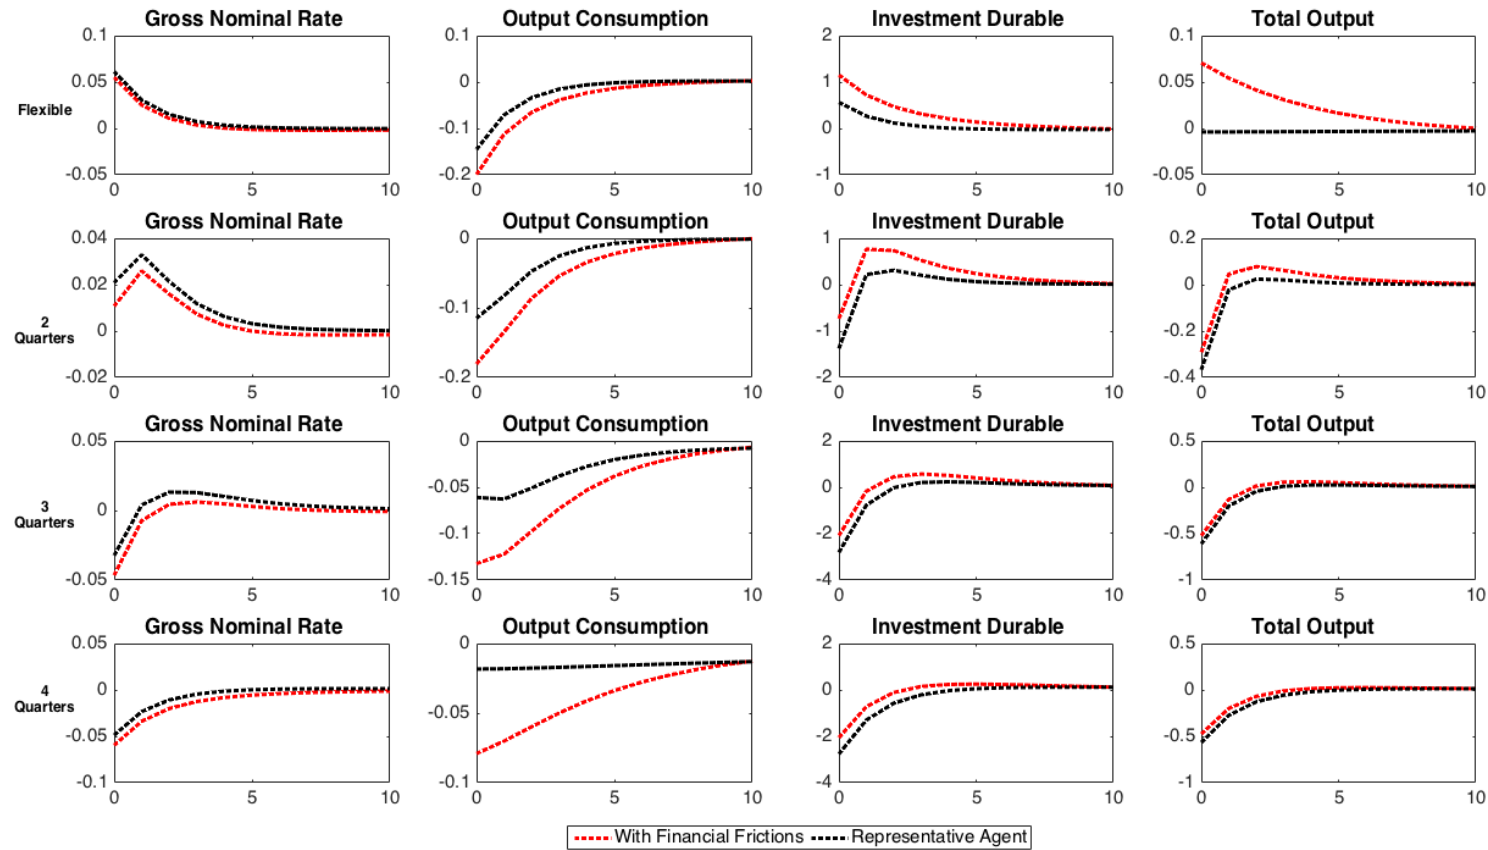 Gross Nominal Rate
Output Consumption
Investment Durable
Total Output
Flexible
0.1
0.05
0
-0.05
0 5 10
0.1
0
-0.1
-0.2
0 5 10
2
1
0
-1
0 5 10
0.1
0.05
0
-0.05
0 5 10
Gross Nominal Rate
Output Consumption
Investment Durable
Total Output
2
Quarters
0.04
0.02
0
-0.02
0 5 10
0
-0.1
-0.2
0 5 10
1
0
-1
-2
0 5 10
0.2
0
-0.2
-0.4
0 5 10
Gross Nominal Rate
Output Consumption
Investment Durable
Total Output
3
Quarters
0.05
0
-0.05
0 5 10
0
-0.05
-0.1
-0.15
0 5 10
2
0
-2
-4
0 5 10
0.5
0
-0.5
-1
0 5 10
Gross Nominal Rate
Output Consumption
Investment Durable
Total Output
4
Quarters
0.05
0
-0.05
-0.1
0 5 10
0
-0.05
-0.1
0 5 10
2
0
-2
-4
0 5 10
0.5
0
-0.5
-1
0 5 10
With Financial Frictions Representative Agent